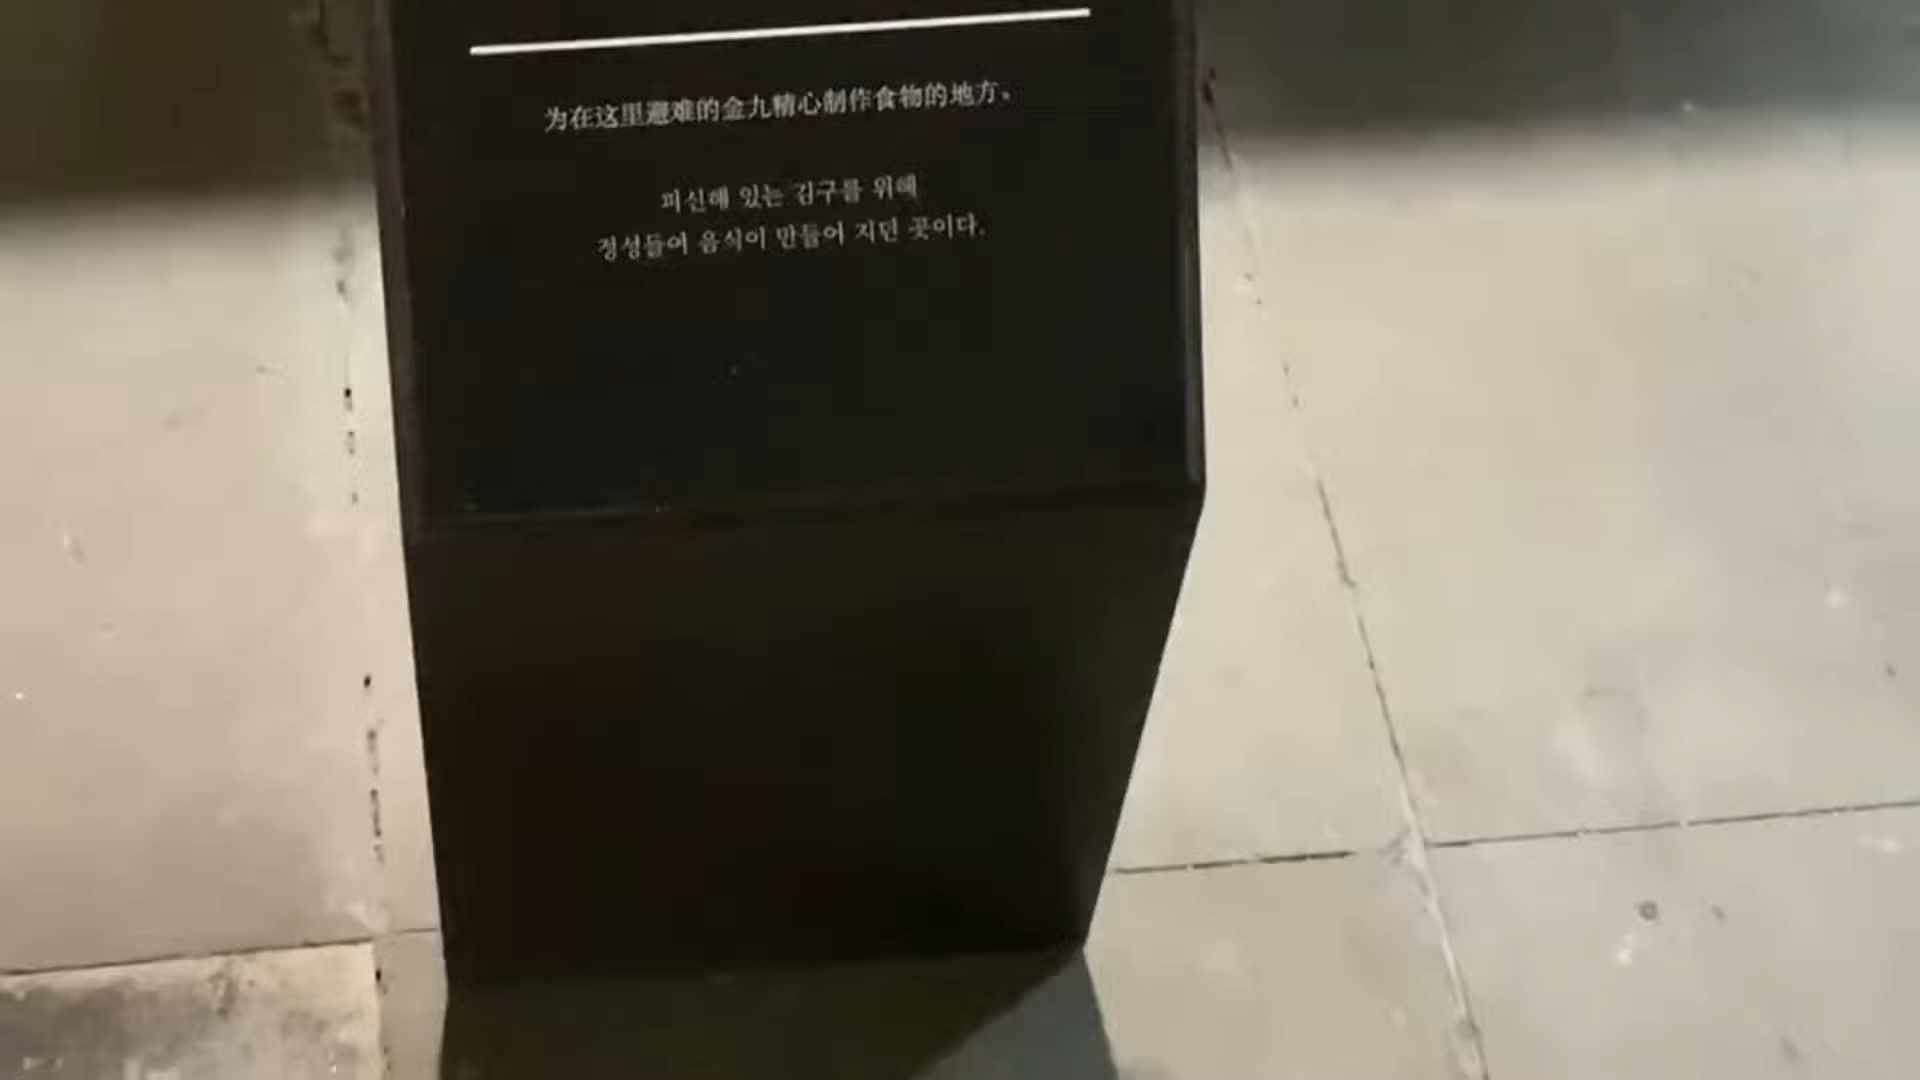 为在这里避难的金九精心制作食物的地方。
피신해 있는 김구를 위해
정성들여 음식이 만들어 지던 곳이다.